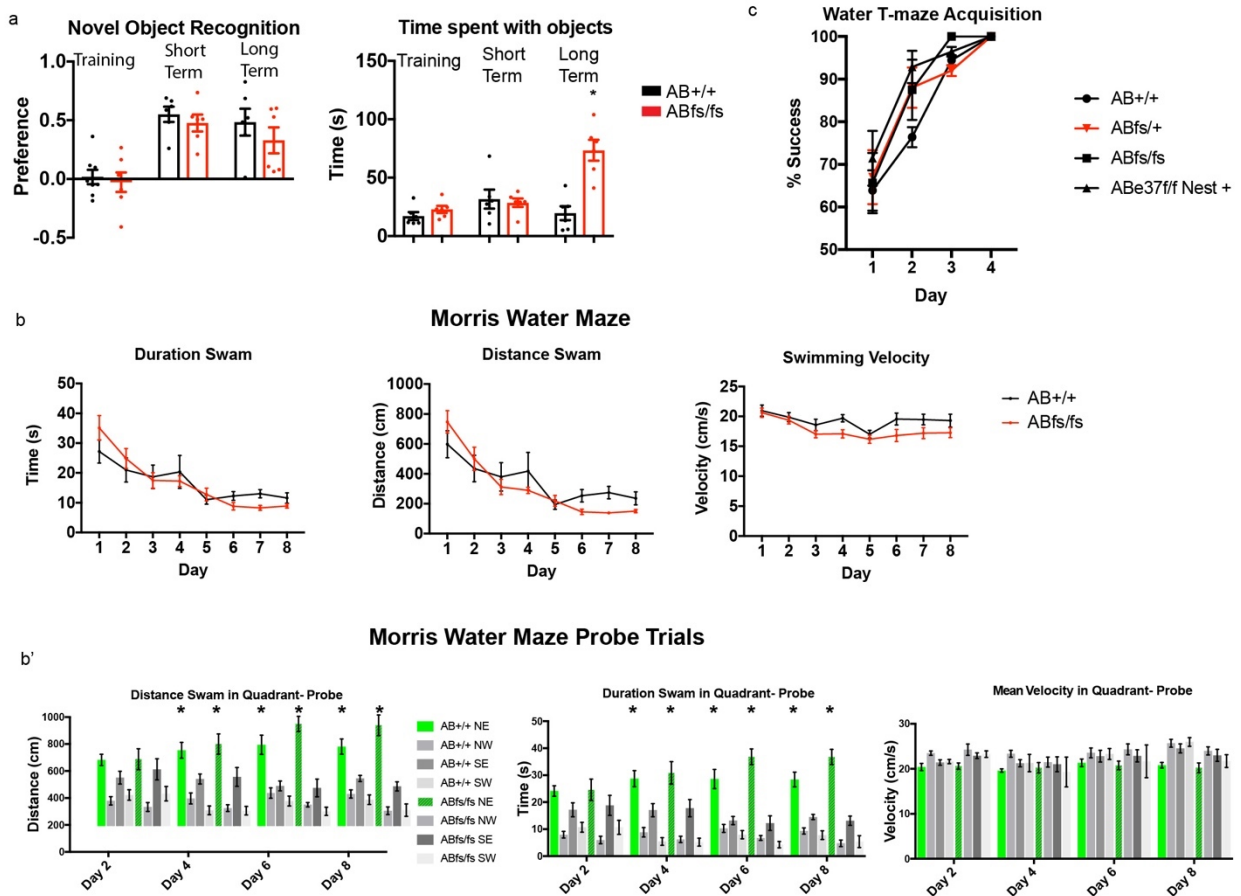 a
Novel Object Recognition
Training
Short
Term
Long
Term
Preference
1.0
0.5
0.0
-0.5
Time spent with objects
Training
Short
Term
Long
Term
*
Time (s)
150
100
50
0
AB+/+
ABfs/fs
c
Water T-maze Acquisition
% Success
100
90
80
70
60
50
1 2 3 4
Day
AB+/+
ABfs/+
ABfs/fs
ABe37f/f Nest +
b
Morris Water Maze
Duration Swam
Time (s)
50
40
30
20
10
0
1 2 3 4 5 6 7 8
Day
Distance Swam
Distance (cm)
1000
800
600
400
200
0
1 2 3 4 5 6 7 8
Day
Swimming Velocity
Velocity (cm/s)
25
20
15
10
5
0
1 2 3 4 5 6 7 8
Day
AB+/+
ABfs/fs
Morris Water Maze Probe Trials
b'
Distance Swam in Quadrant- Probe
* * * * * *
Distance (cm)
1000
800
600
400
200
Day 2 Day 4 Day 6 Day 8
AB+/+ NE
AB+/+ NW
AB+/+ SE
AB+/+ SW
ABfs/fs NE
ABfs/fs NW
ABfs/fs SE
ABfs/fs SW
Duration Swam in Quadrant- Probe
* * * * * *
Time (s)
50
40
30
20
10
0
Day 2 Day 4 Day 6 Day 8
Mean Velocity in Quadrant- Probe
Velocity (cm/s)
30
20
10
0
Day 2 Day 4 Day 6 Day 8